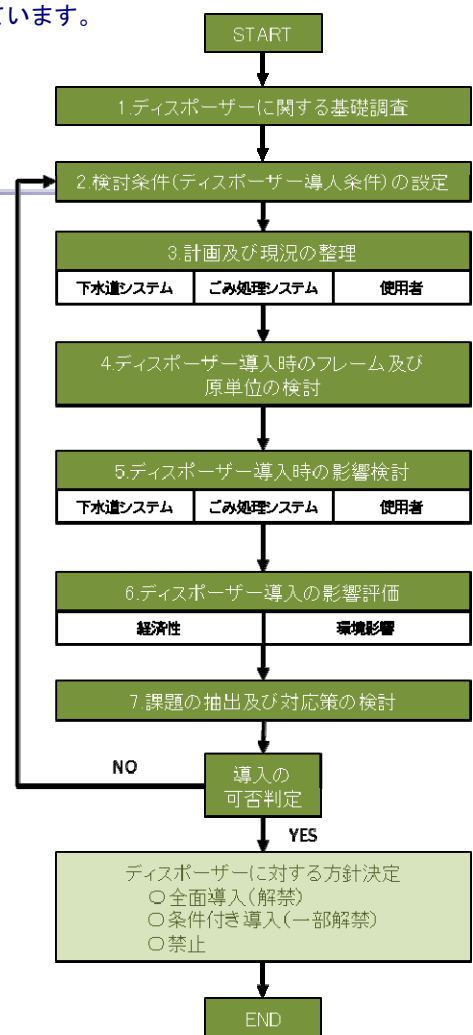 ています。
START
1.ディスポーザーに関する基礎調査
2.検討条件(ディスポーザー導入条件)の設定
3.計画及び現況の整理
下水道システム ごみ処理システム 使用者
4.ディスポーザー導入時のフレーム及び
原単位の検討
5.ディスポーザー導入時の影響検討
下水道システム ごみ処理システム 使用者
6.ディスポーザー導入の影響評価
経済性 環境影響
7.課題の抽出及び対応策の検討
NO
導入の
可否判定
YES
ディスポーザーに対する方針決定
○全面導入(解禁)
○条件付き導入(一部解禁)
○禁止
END